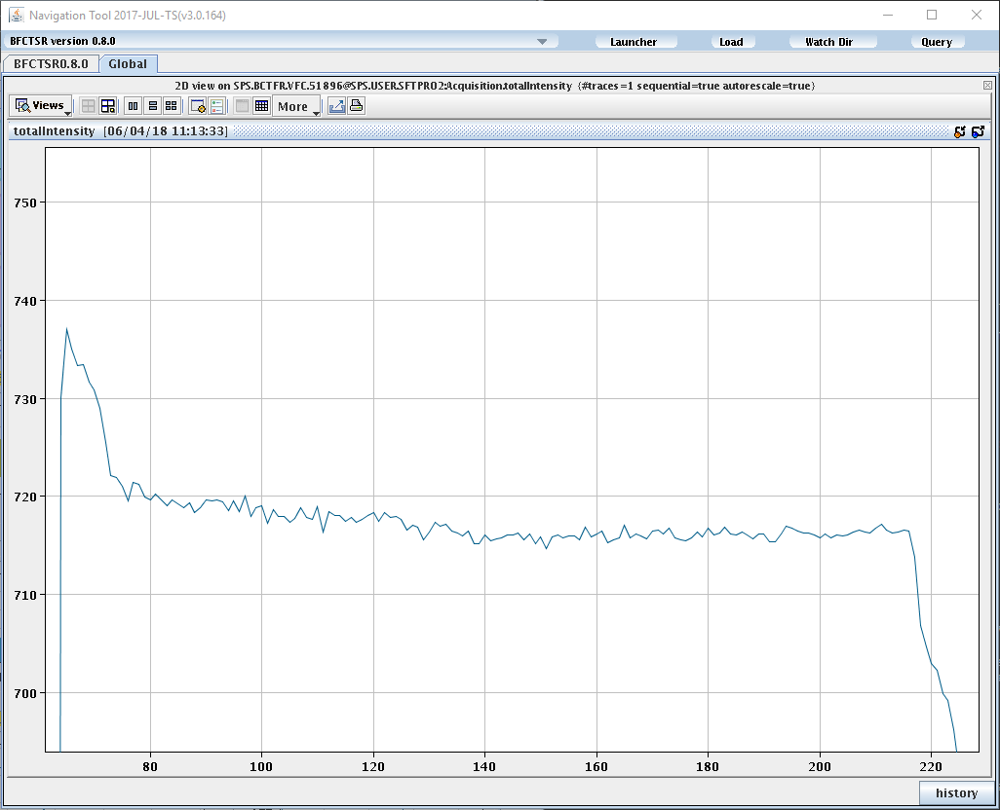 Navigation Tool 2017-JUL-TS(v3.0.164)
BFCTSR version 0.8.0 Launcher Load Watch Dir Query
BFCTSR0.8.0 Global
2D view on SPS.BCTFR.VFC.51896@SPS.USER.SFTPRO2:Acquisition.totalIntensity {#traces=1 sequential=true autorescale=true}
Views More
totalIntensity [06/04/18 11:13:33]
750
740
730
720
710
700
80 100 120 140 160 180 200 220
history